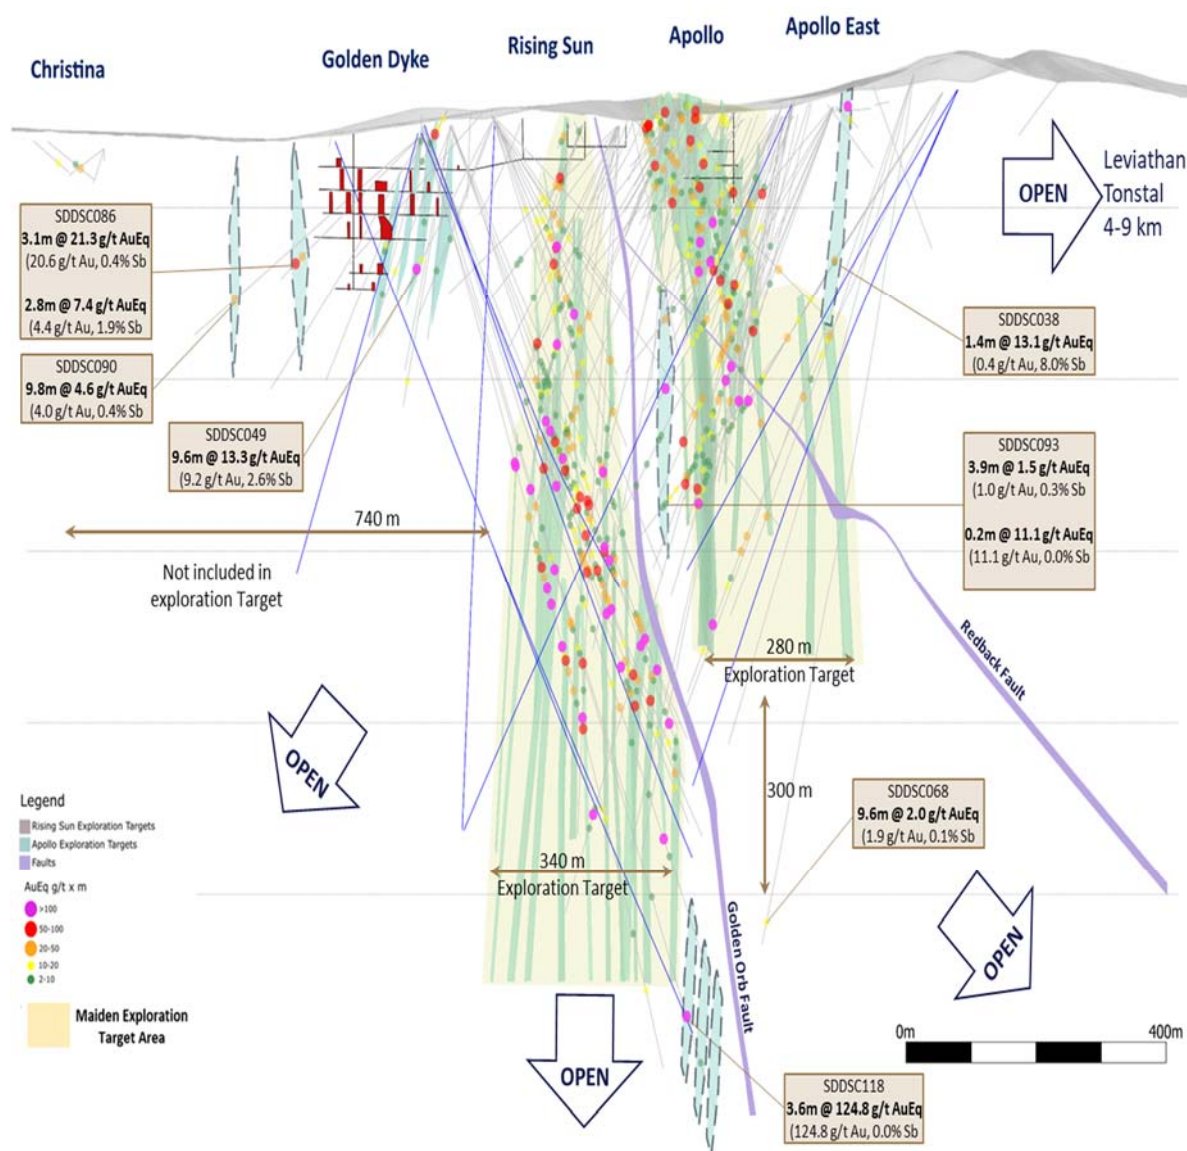 Christina
Golden Dyke
Rising Sun
Apollo
Apollo East
OPEN
Leviathan
Tonstal
4-9 km
SDDSC086
3.1m @ 21.3 g/t AuEq
(20.6 g/t Au, 0.4% Sb
2.8m @ 7.4 g/t AuEq
(4.4 g/t Au, 1.9% Sb
SDDSC090
9.8m @ 4.6 g/t AuEq
(4.0 g/t Au, 0.4% Sb
SDDSC049
9.6m @ 13.3 g/t AuEq
(9.2 g/t Au, 2.6% Sb
SDDSC038
1.4m @ 13.1 g/t AuEq
(0.4 g/t Au, 8.0% Sb
SDDSC093
3.9m @ 1.5 g/t AuEq
(1.0 g/t Au, 0.3% Sb
0.2m @ 11.1 g/t AuEq
(11.1 g/t Au, 0.0% Sb
740 m
Not included in
exploration Target
280 m
Exploration Target
Redback Fault
300 m
OPEN
SDDSC068
9.6m @ 2.0 g/t AuEq
(1.9 g/t Au, 0.1% Sb
340 m
Exploration Target
Golden Orb Fault
OPEN
OPEN
Legend
Rising Sun Exploration Targets
Apollo Exploration Targets
Faults
AuEq g/t x m
>100
50-100
20-50
10-20
2-10
Maiden Exploration
Target Area
0m
400m
SDDSC118
3.6m @ 124.8 g/t AuEq
(124.8 g/t Au, 0.0% Sb